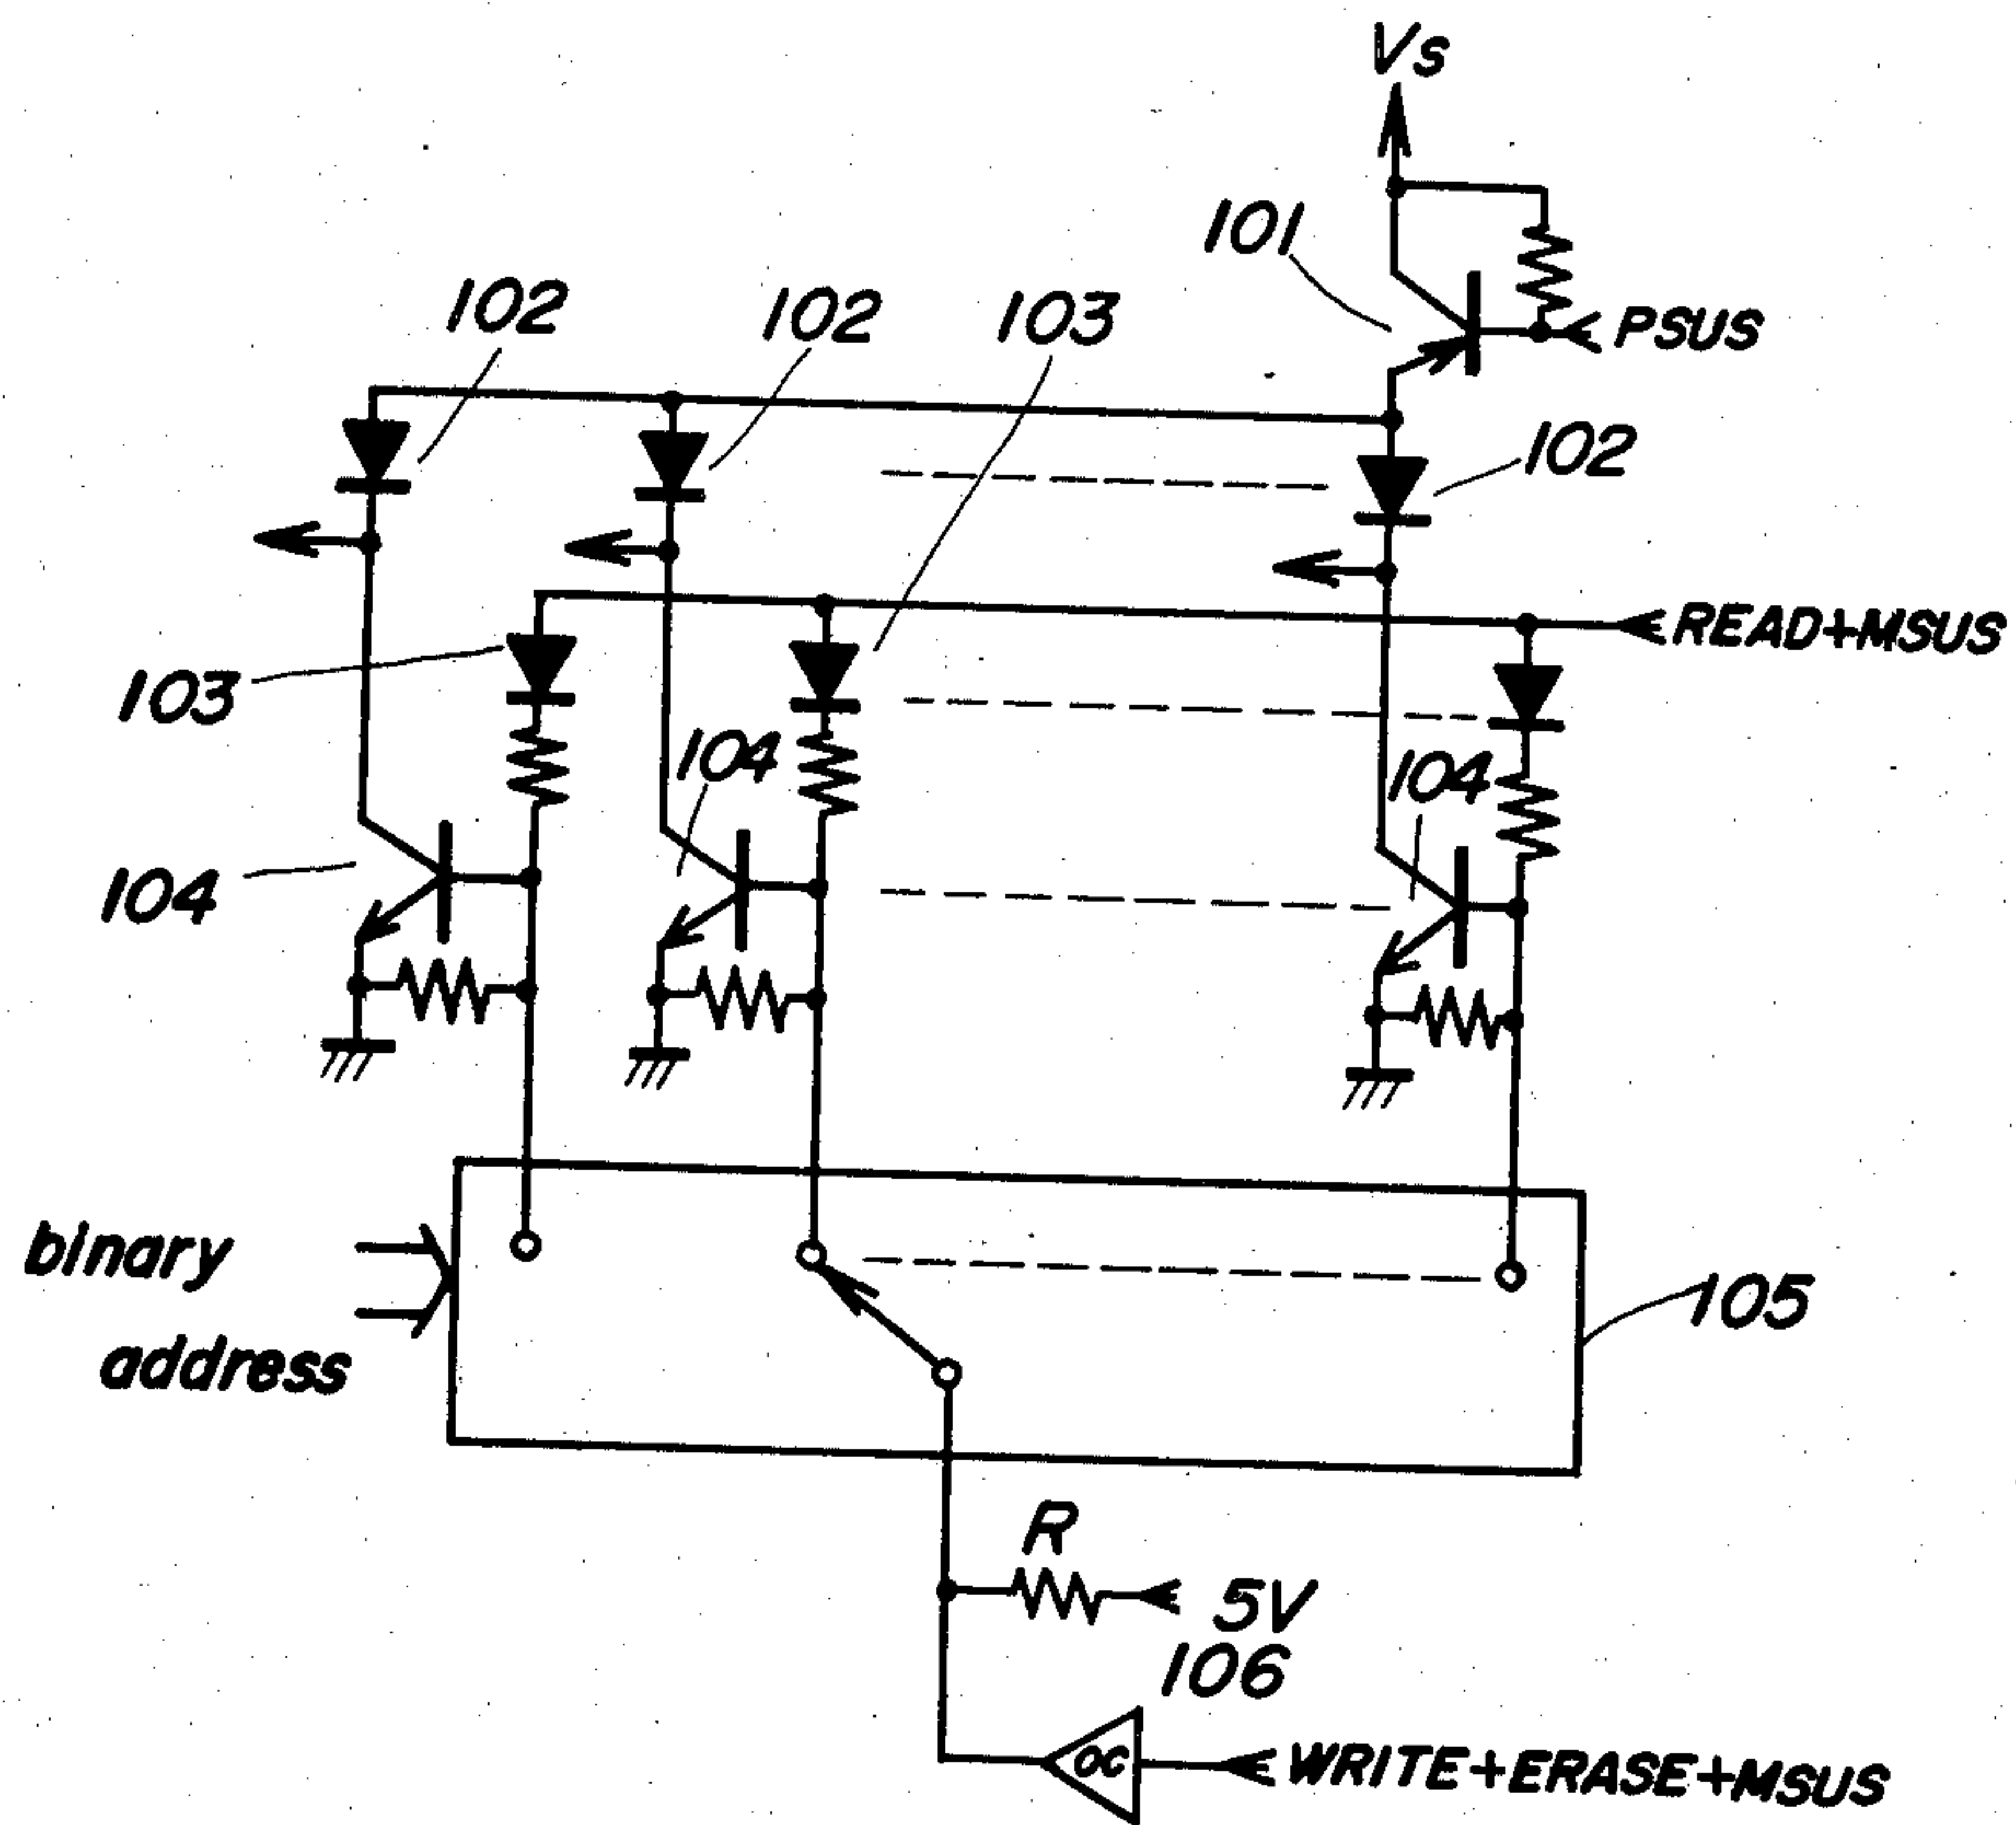 Vs
101
102
102
103
PSUS
102
READ+MSUS
103
104
104
104
binary
address
105
R
5V
106
OC
WRITE+ERASE+MSUS